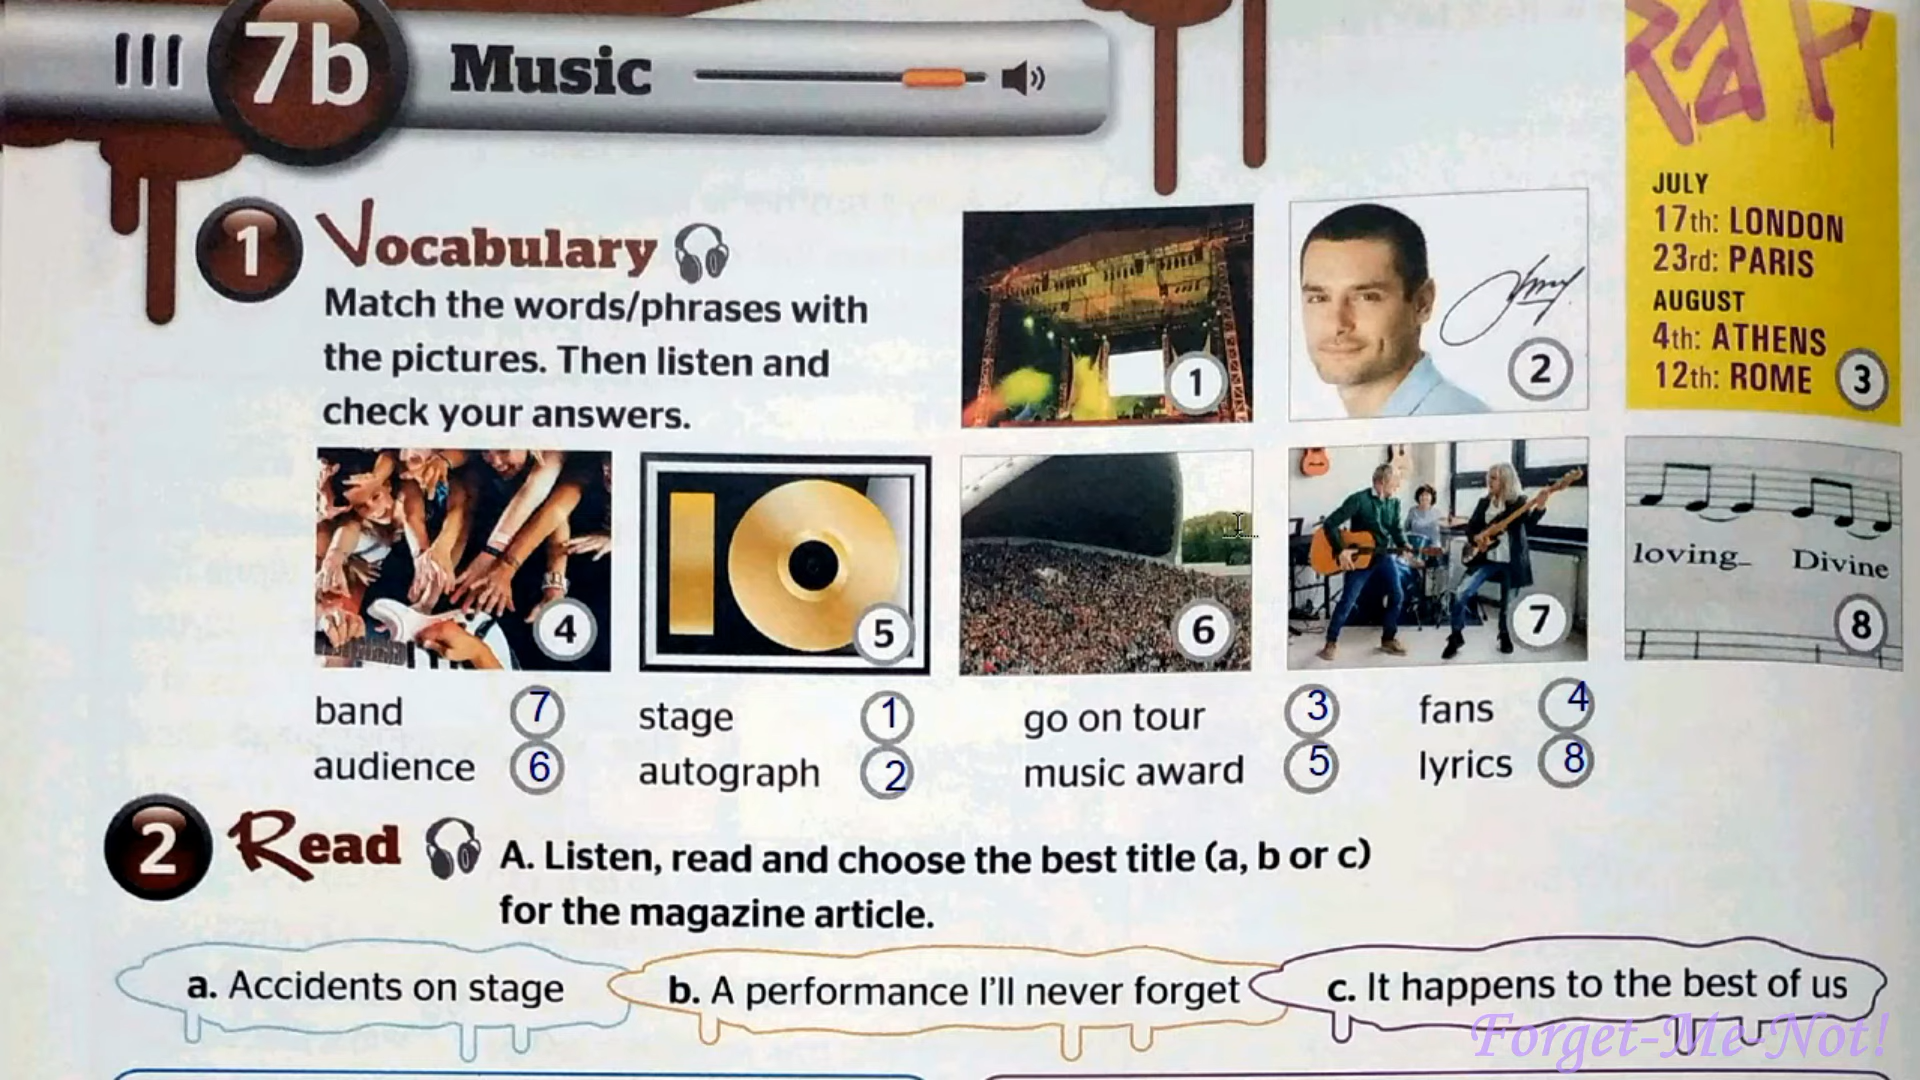 7b Music
1 Vocabulary
Match the words/phrases with
the pictures. Then listen and
check your answers.
1
2
RAP
JULY
17th: LONDON
23rd: PARIS
AUGUST
4th: ATHENS
12th: ROME
3
4
5
6
7
loving- Divine
8
band 7 stage 1 go on tour 3 fans 4
audience 6 autograph 2 music award 5 lyrics 8
2 Read A. Listen, read and choose the best title (a, b or c)
for the magazine article.
a. Accidents on stage b. A performance I'll never forget c. It happens to the best of us
Forget-Me-Not!